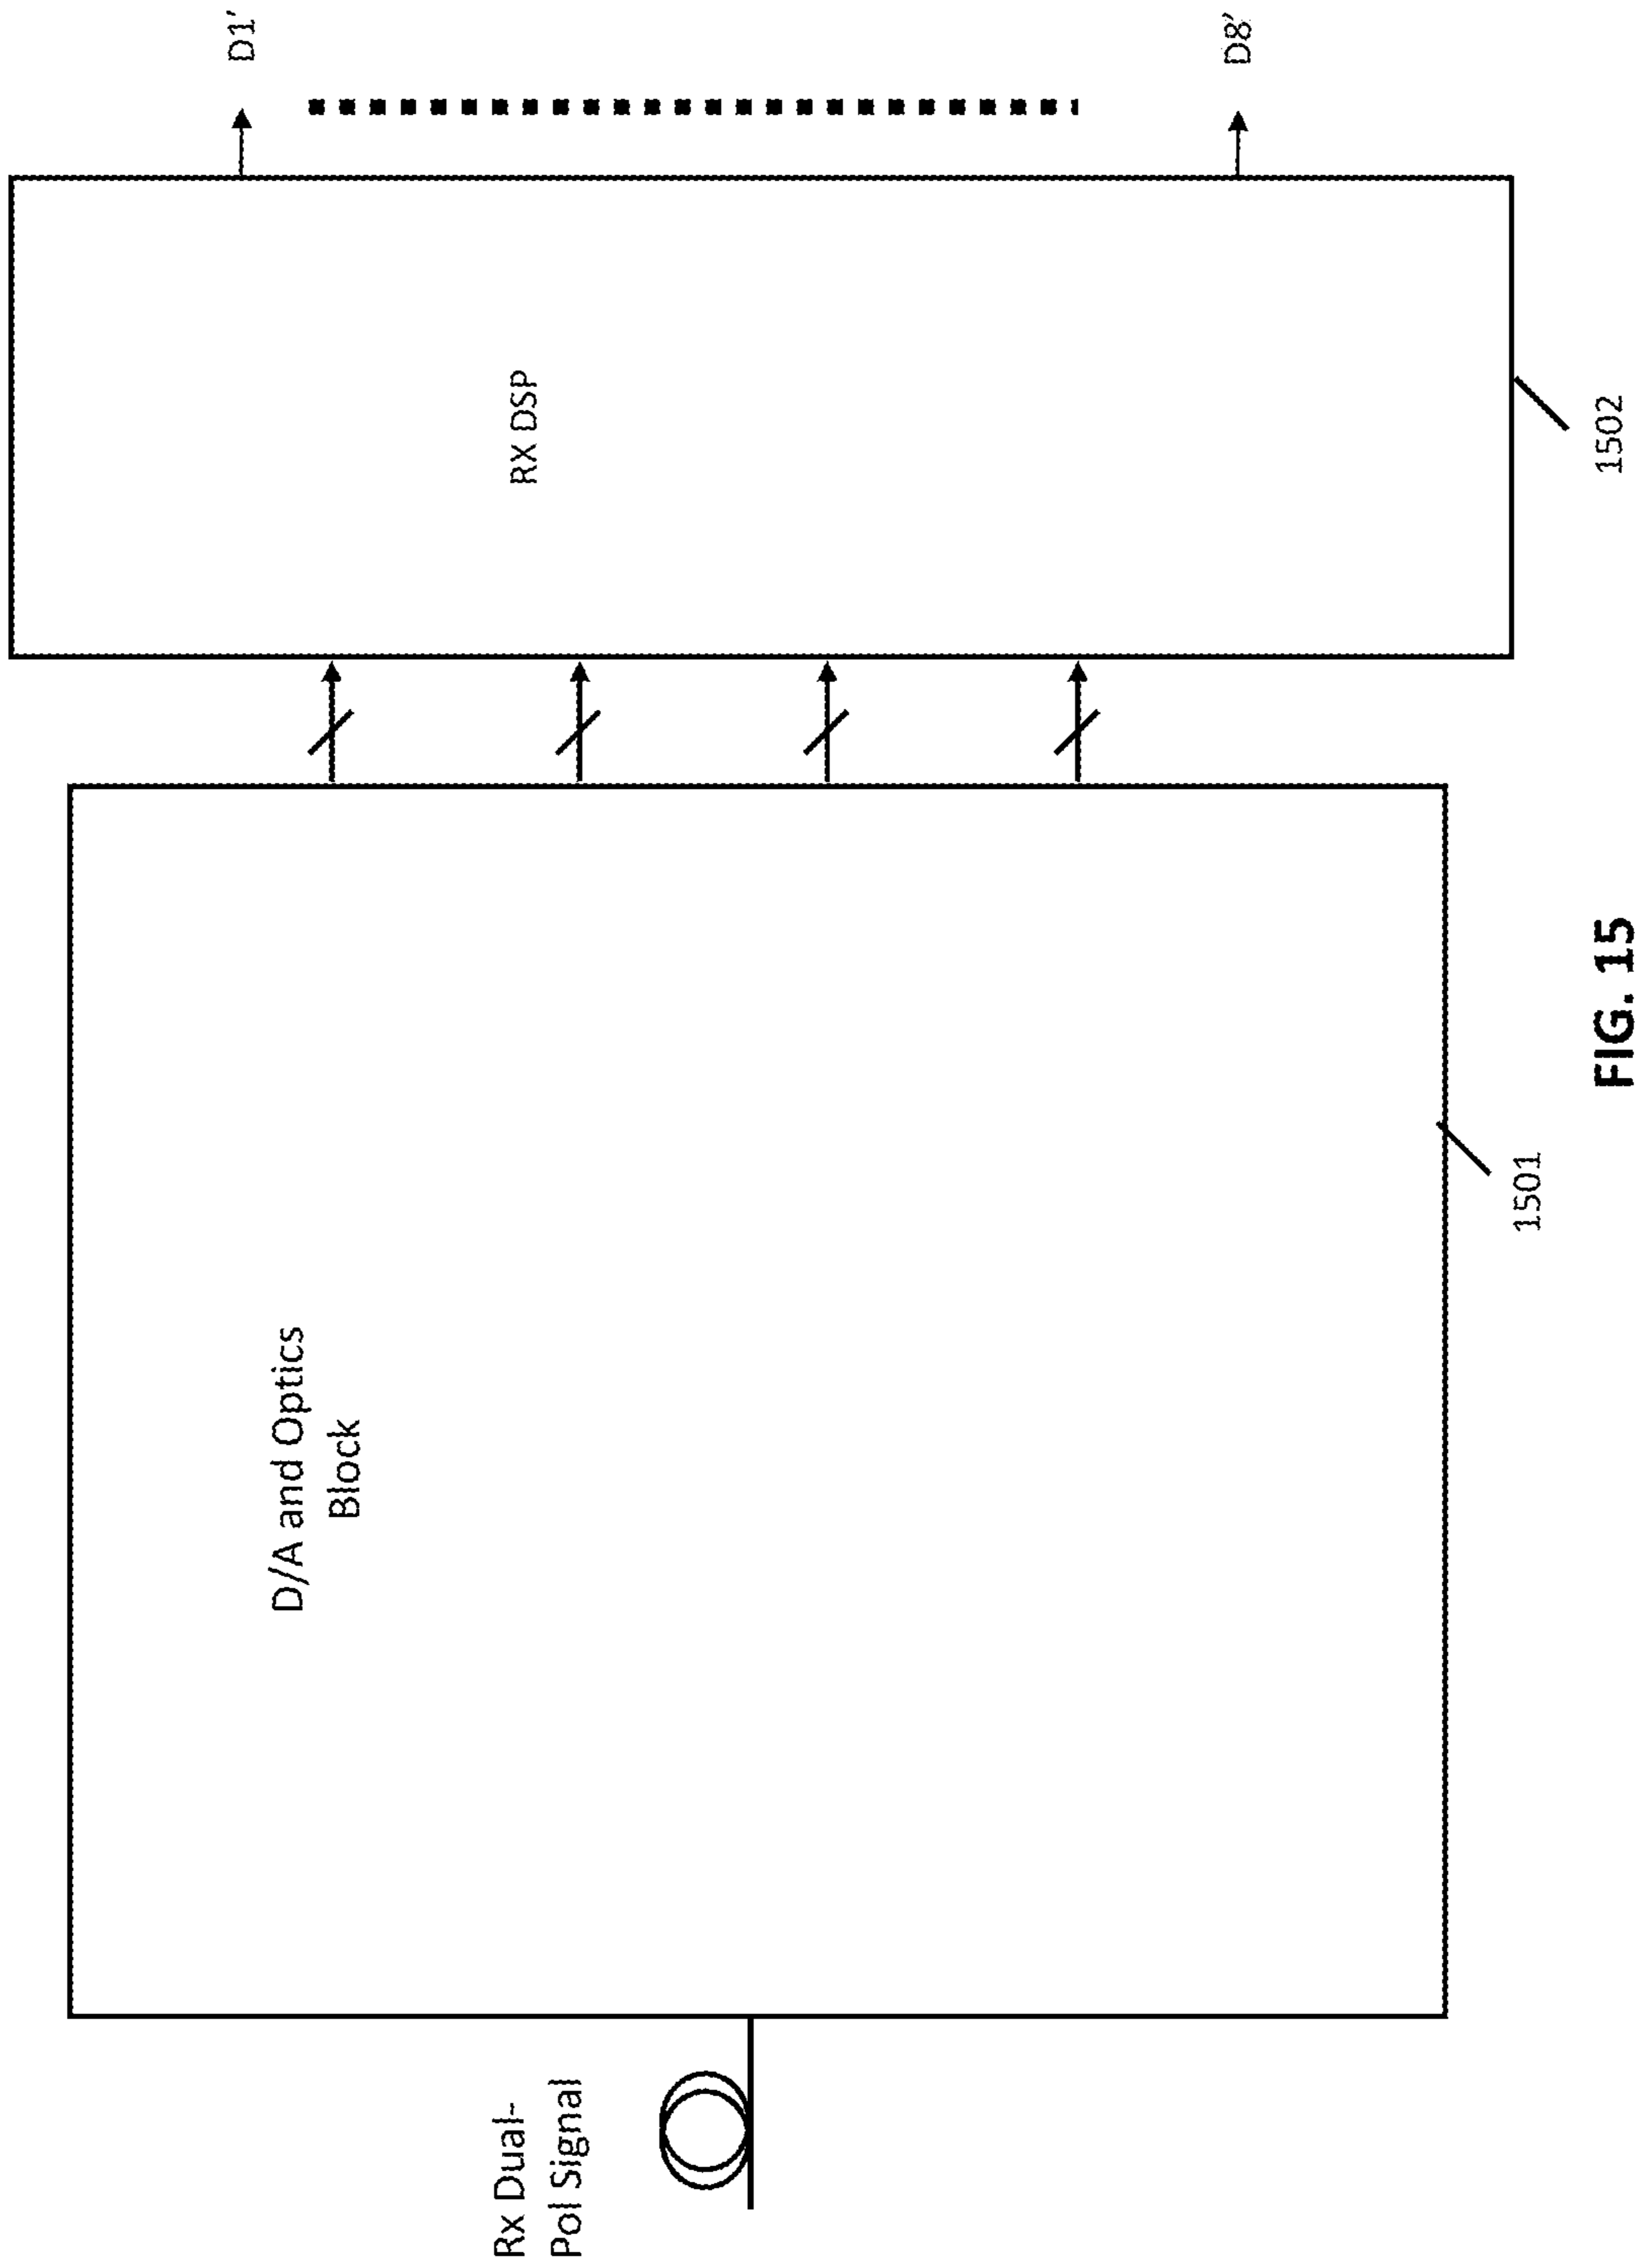 Rx Dual-
Pol Signal
D/A and Optics
Block
1501
RX DSP
1502
D1'
D8'
FIG. 15